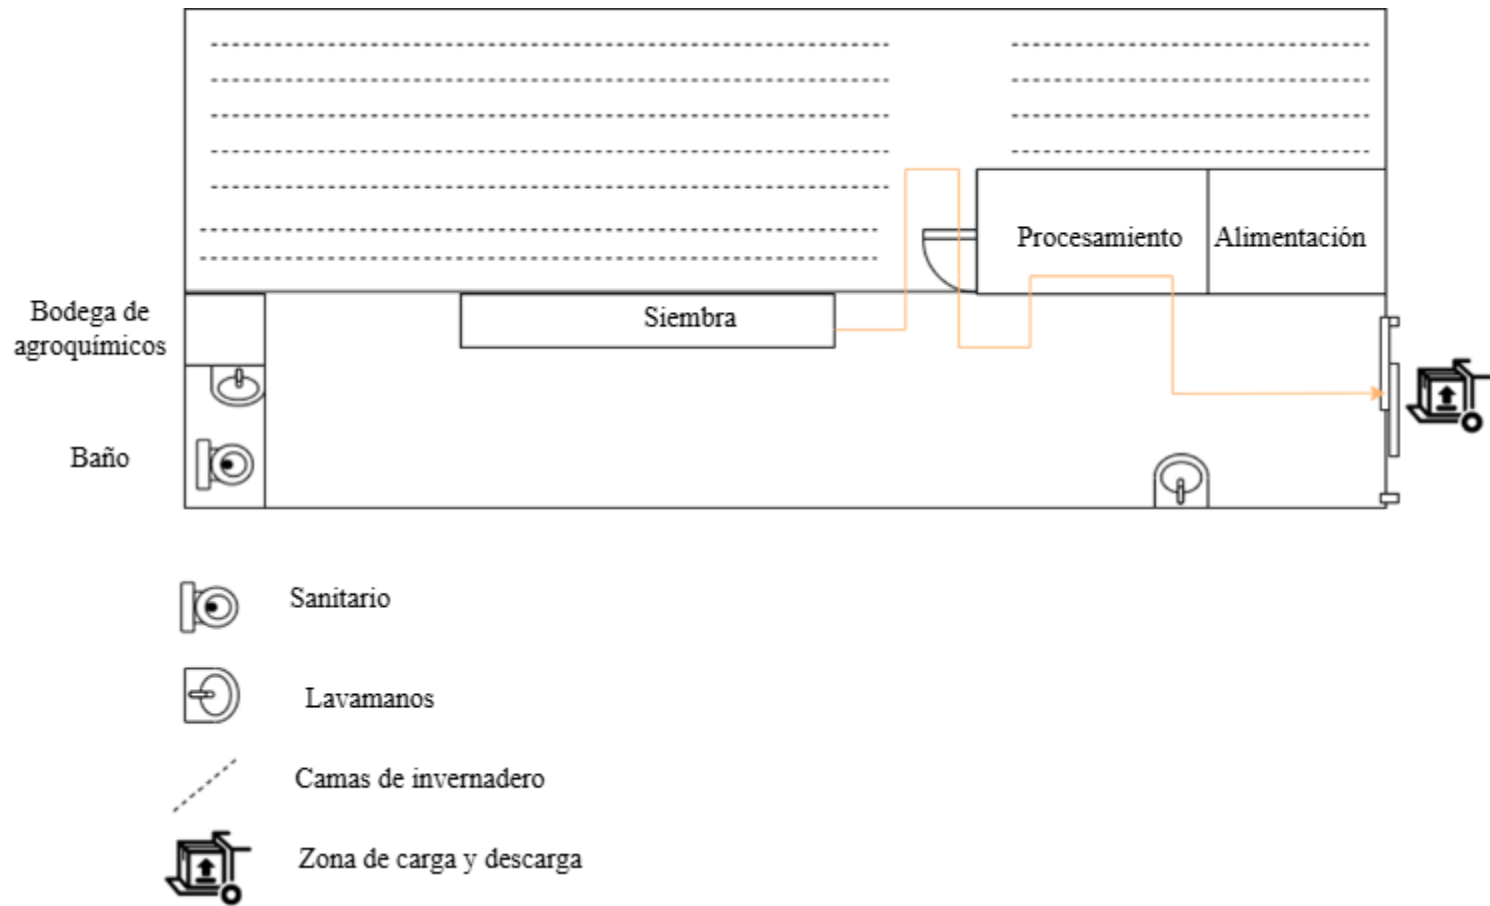 Procesamiento
Alimentación
Bodega de
agroquímicos
Siembra
Baño
Sanitario
Lavamanos
Camas de invernadero
Zona de carga y descarga